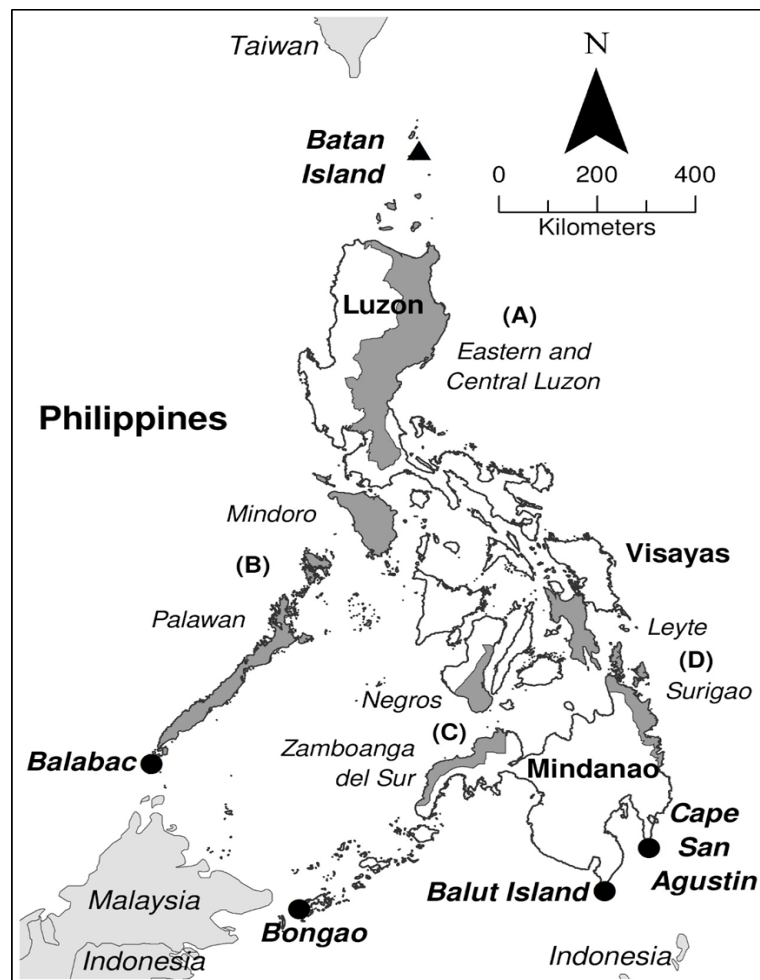 Taiwan
N
Batan
Island
0 200 400
Kilometers
Luzon
(A)
Eastern and
Central Luzon
Philippines
Mindoro
(B)
Visayas
Palawan
Leyte
(D)
Surigao
Negros
(C)
Zamboanga
del Sur
Balabac
Mindanao
Cape
San
Agustin
Malaysia
Balut Island
Bongao
Indonesia
Indonesia